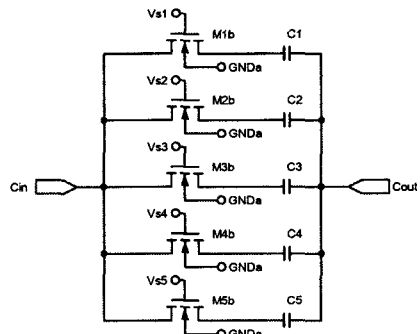 Vs1
M1b
C1
GNDa
Vs2
M2b
C2
GNDa
Vs3
M3b
C3
GNDa
Cin
Cout
Vs4
M4b
C4
GNDa
Vs5
M5b
C5
GNDa